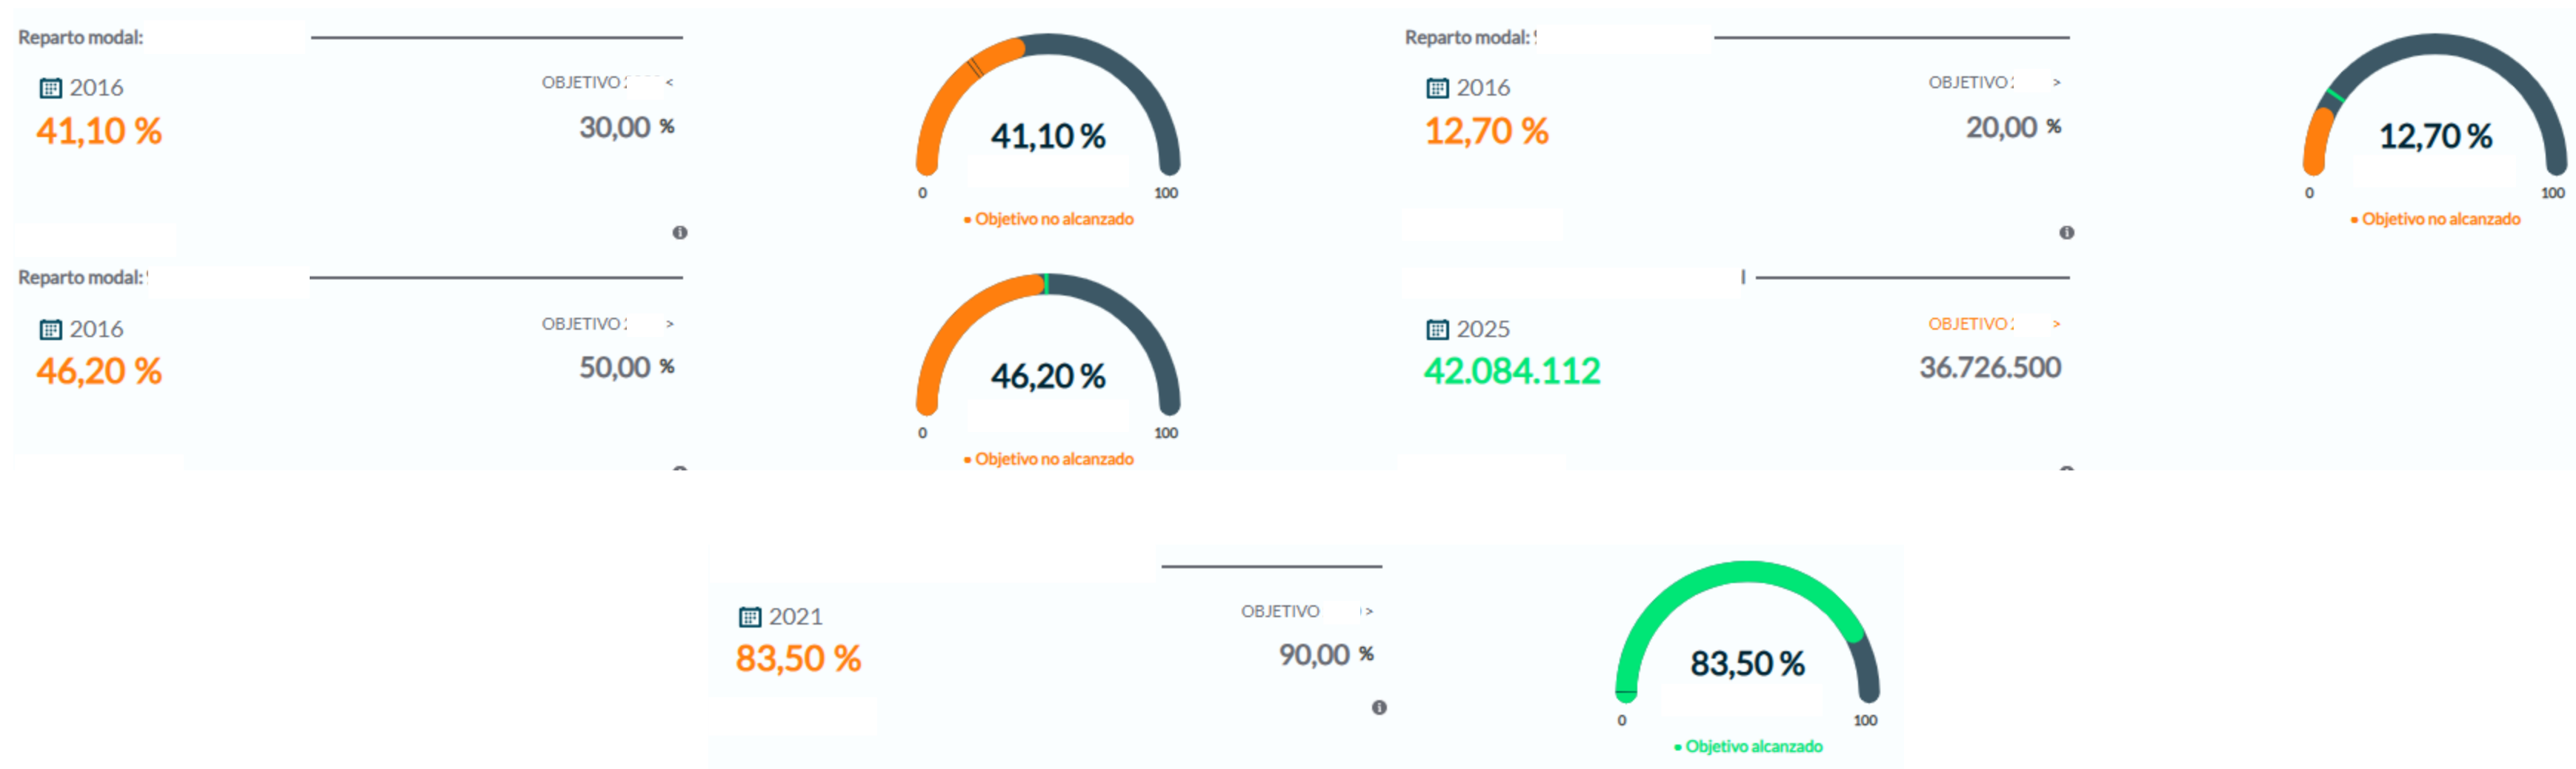 Reparto modal:
2016
OBJETIVO <
41,10 %
30,00 %
41,10 %
0 100
• Objetivo no alcanzado
Reparto modal:
2016
OBJETIVO >
12,70 %
20,00 %
12,70 %
0 100
• Objetivo no alcanzado
Reparto modal:
2016
OBJETIVO >
46,20 %
50,00 %
46,20 %
0 100
• Objetivo no alcanzado
2025
OBJETIVO >
42.084.112
36.726.500
2021
OBJETIVO >
83,50 %
90,00 %
83,50 %
0 100
• Objetivo alcanzado